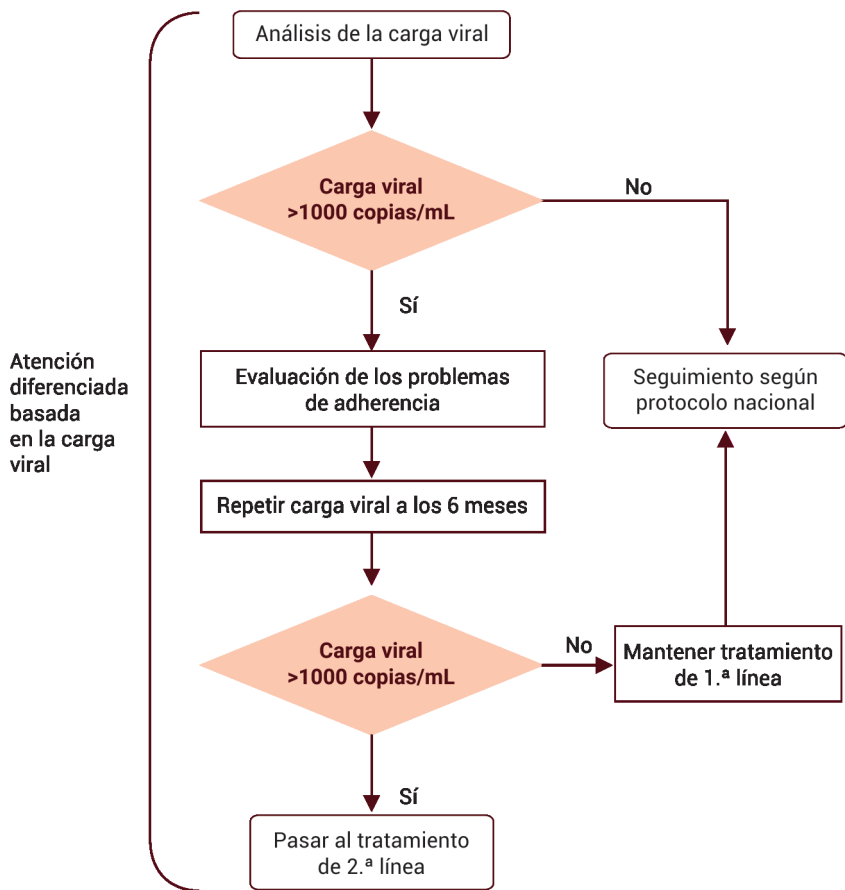 Análisis de la carga viral
Carga viral
>1000 copias/mL
No
Sí
Atención
diferenciada
basada
en la carga
viral
Evaluación de los problemas
de adherencia
Seguimiento según
protocolo nacional
Repetir carga viral a los 6 meses
Carga viral
>1000 copias/mL
No
Mantener tratamiento
de 1.ª línea
Sí
Pasar al tratamiento
de 2.ª línea